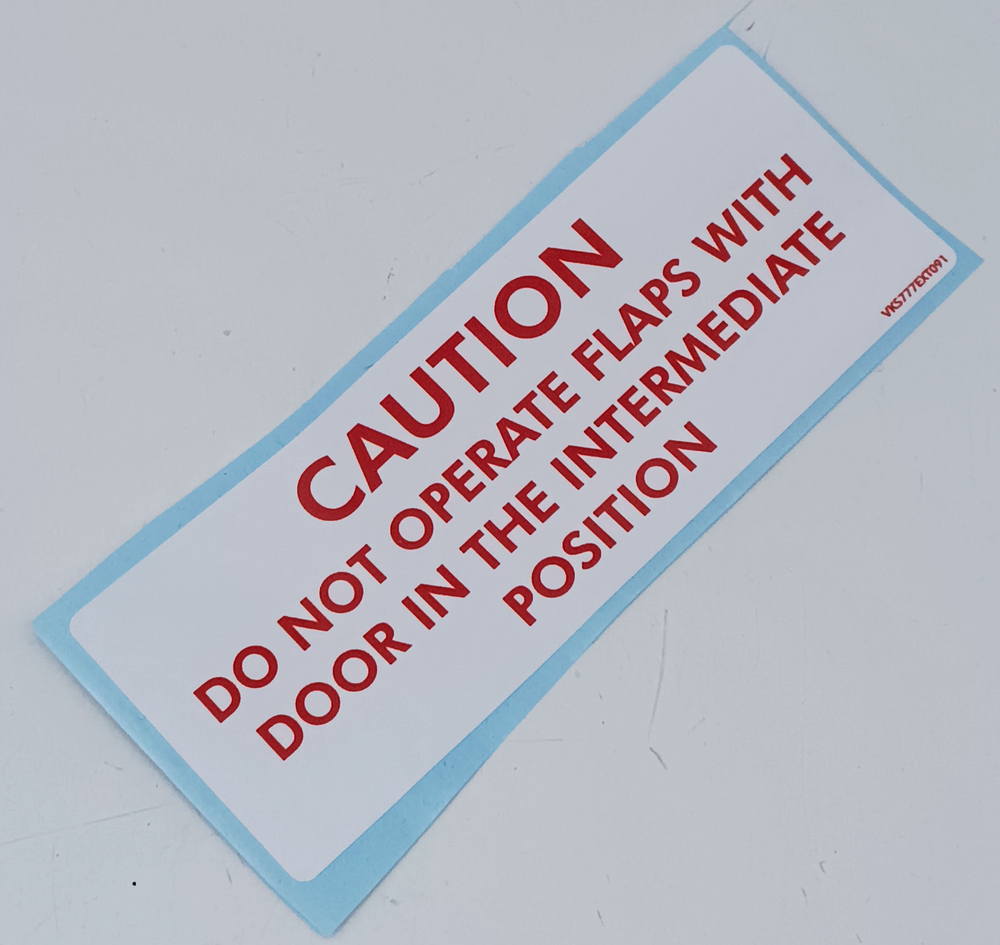 CAUTION
DO NOT OPERATE FLAPS WITH
DOOR IN THE INTERMEDIATE
POSITION
VKS777EXT091